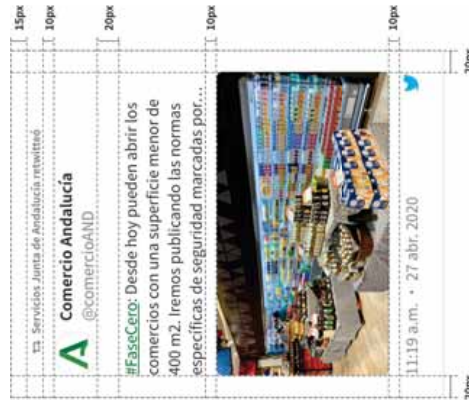 15px
10px
20px
10px
10px
20px
20px
Servicios Junta de Andalucía retwitteó
Comercio Andalucía
@comercioAND
#FaseCero: Desde hoy pueden abrir los
comercios con una superficie menor de
400 m2. Iremos publicando las normas
específicas de seguridad marcadas por...
11:19 a.m. • 27 abr. 2020